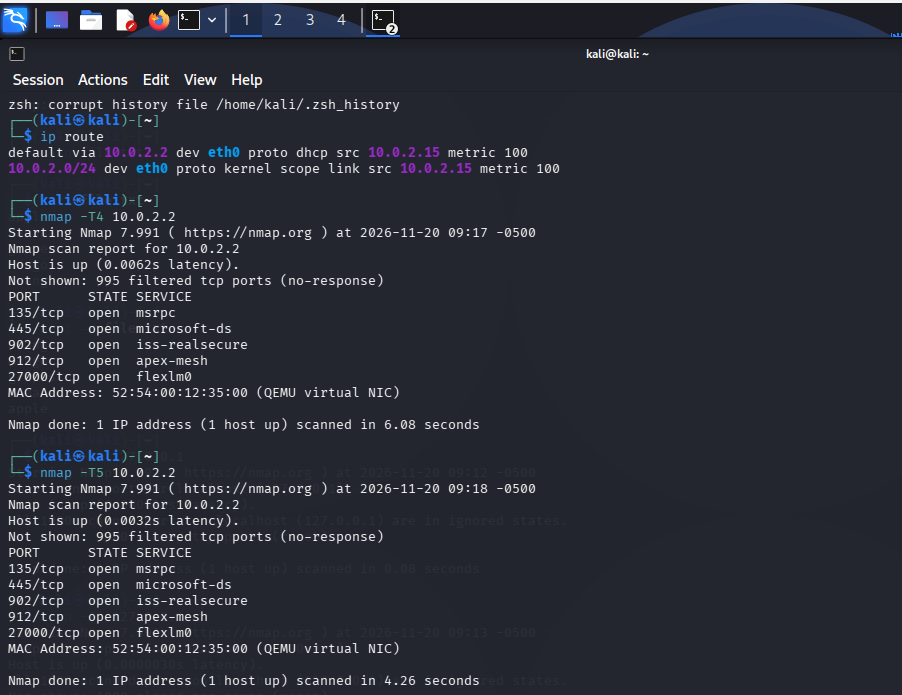 1 2 3 4 2
kali@kali: ~
Session Actions Edit View Help
zsh: corrupt history file /home/kali/.zsh_history
┌──(kali㉿kali)-[~]
└─$ ip route
default via 10.0.2.2 dev eth0 proto dhcp src 10.0.2.15 metric 100
10.0.2.0/24 dev eth0 proto kernel scope link src 10.0.2.15 metric 100
┌──(kali㉿kali)-[~]
└─$ nmap -T4 10.0.2.2
Starting Nmap 7.991 ( https://nmap.org ) at 2026-11-20 09:17 -0500
Nmap scan report for 10.0.2.2
Host is up (0.0062s latency).
Not shown: 995 filtered tcp ports (no-response)
PORT STATE SERVICE
135/tcp open msrpc
445/tcp open microsoft-ds
902/tcp open iss-realsecure
912/tcp open apex-mesh
27000/tcp open flexlm0
MAC Address: 52:54:00:12:35:00 (QEMU virtual NIC)
Nmap done: 1 IP address (1 host up) scanned in 6.08 seconds
┌──(kali㉿kali)-[~]
└─$ nmap -T5 10.0.2.2
Starting Nmap 7.991 ( https://nmap.org ) at 2026-11-20 09:18 -0500
Nmap scan report for 10.0.2.2
Host is up (0.0032s latency).
Not shown: 995 filtered tcp ports (no-response)
PORT STATE SERVICE
135/tcp open msrpc
445/tcp open microsoft-ds
902/tcp open iss-realsecure
912/tcp open apex-mesh
27000/tcp open flexlm0
MAC Address: 52:54:00:12:35:00 (QEMU virtual NIC)
Nmap done: 1 IP address (1 host up) scanned in 4.26 seconds